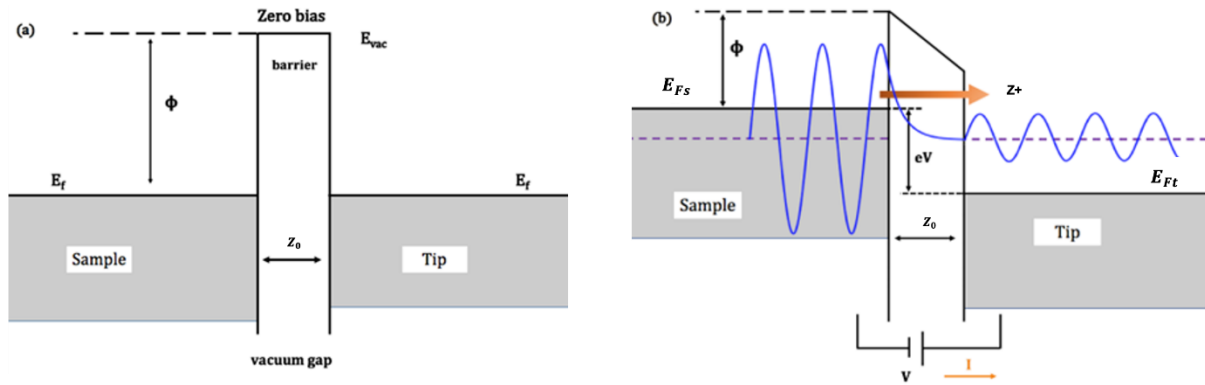 (a)
Zero bias
E_vac
barrier
Φ
E_f
E_f
Z_0
Sample
Tip
vacuum gap
(b)
Φ
E_Fs
Z+
eV
E_Ft
Sample
Z_0
Tip
V
I